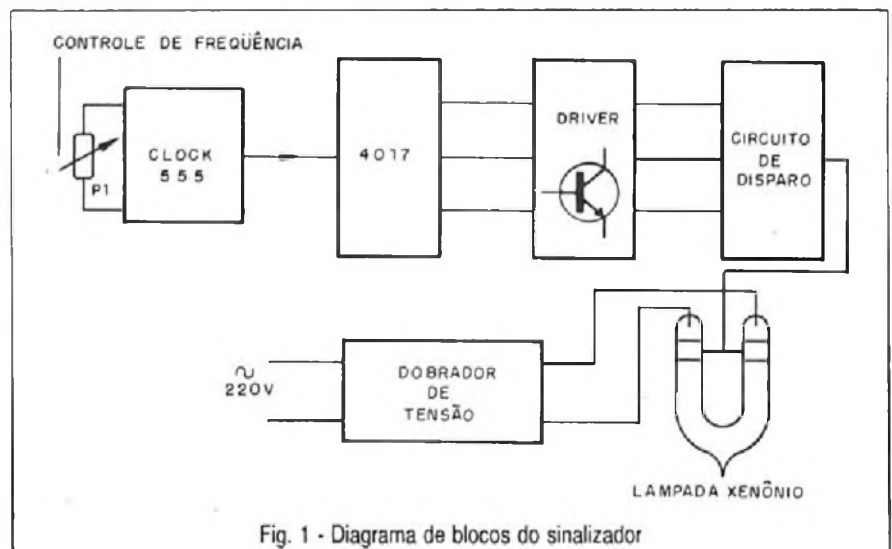 CONTROLE DE FREQÜÊNCIA
P1
CLOCK
555
4017
DRIVER
CIRCUITO
DE
DISPARO
220V
DOBRADOR
DE
TENSÃO
LAMPADA XENÔNIO
Fig. 1 - Diagrama de blocos do sinalizador